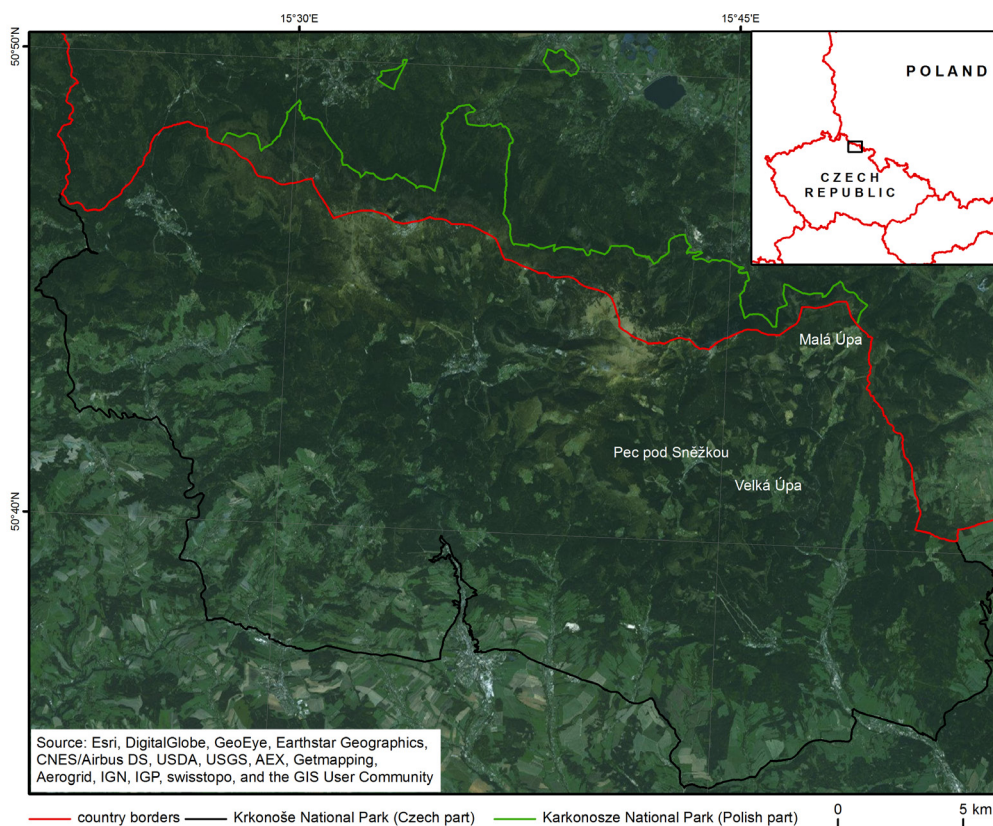 15°30'E
15°45'E
50°50'N
POLAND
CZECH
REPUBLIC
Malá Úpa
Pec pod Sněžkou
Velká Úpa
50°40'N
Source: Esri, DigitalGlobe, GeoEye, Earthstar Geographics,
CNES/Airbus DS, USDA, USGS, AEX, Getmapping,
Aerogrid, IGN, IGP, swisstopo, and the GIS User Community
country borders
Krkonoše National Park (Czech part)
Karkonosze National Park (Polish part)
0
5 km